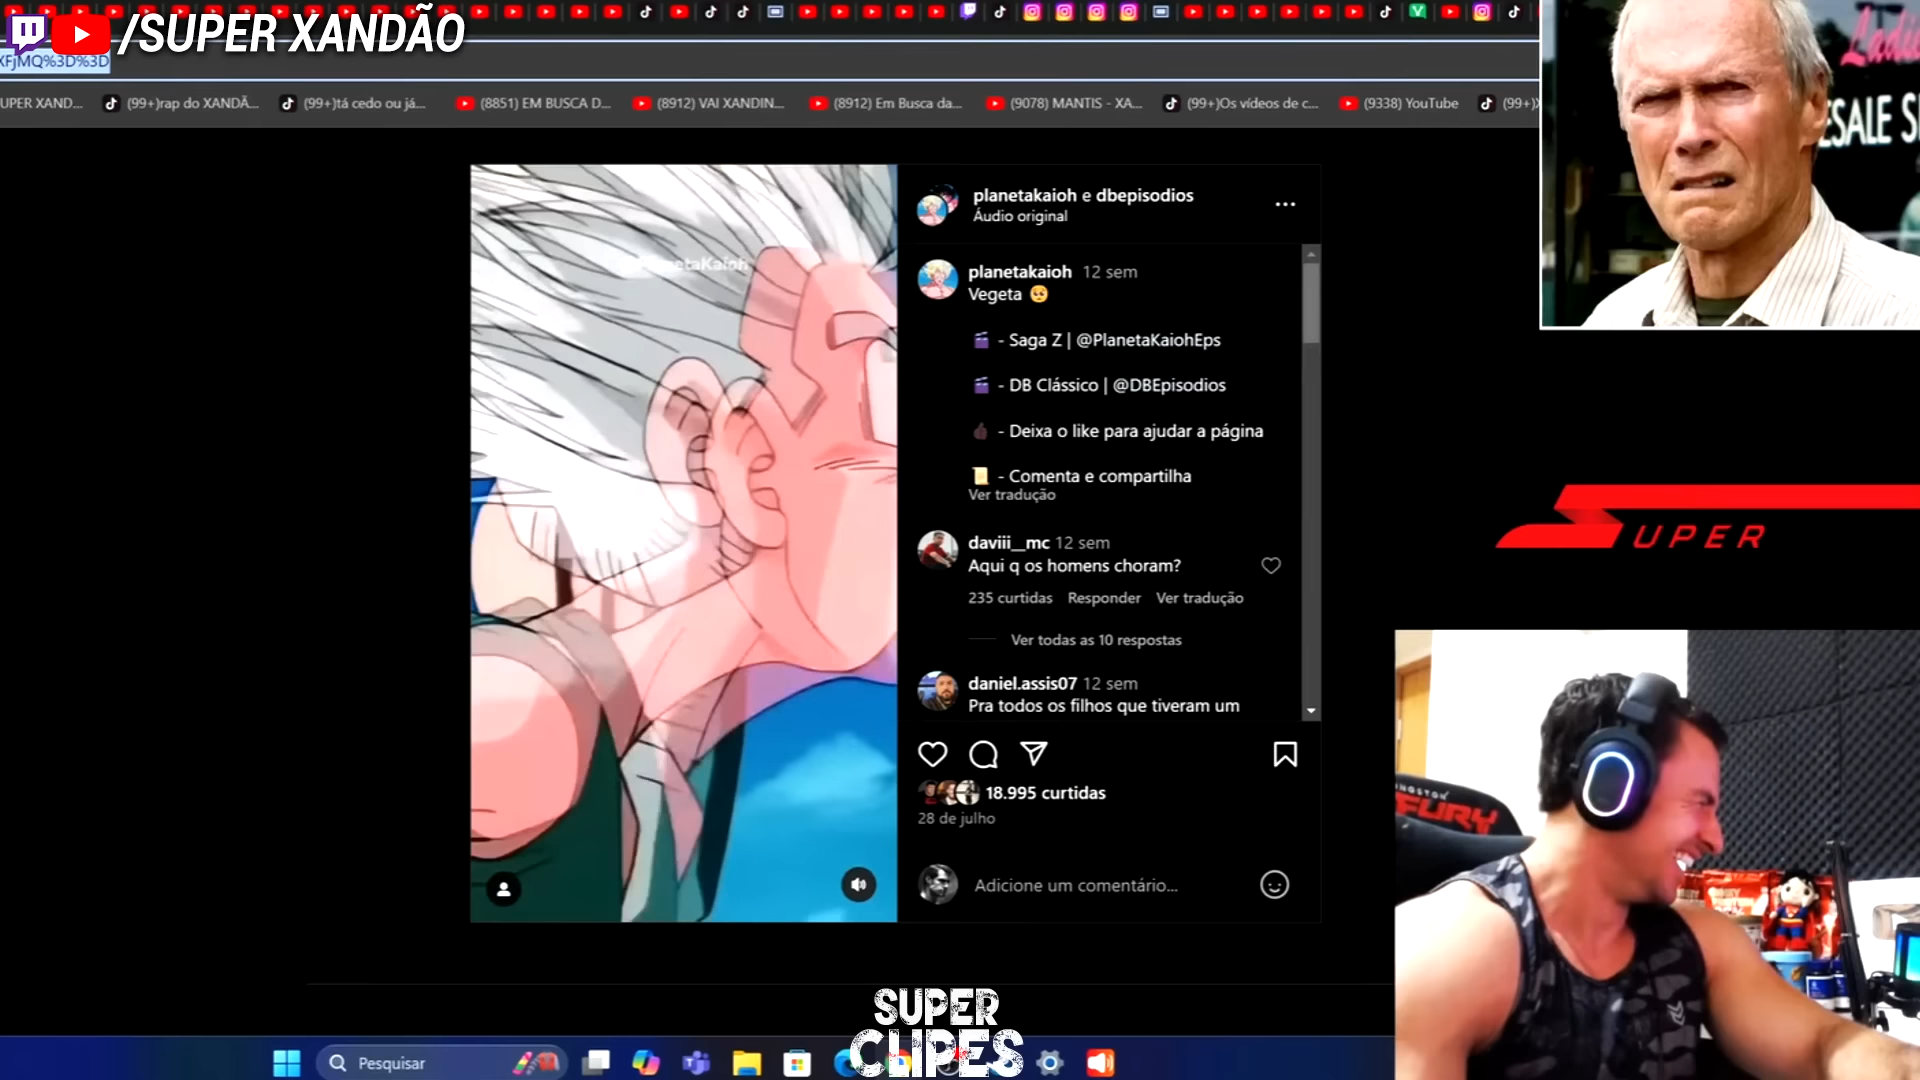 /SUPER XANDÃO
XFjMQ%3D%3D
UPER XAND...
(99+)rap do XANDÃ...
(99+)tá cedo ou já...
(8851) EM BUSCA D...
(8912) VAI XANDIN...
(8912) Em Busca da...
(9078) MANTIS - XA...
(99+)Os vídeos de c...
(9338) YouTube
(99+)
Ladie
ESALE S
planetakaioh e dbepisodios
Áudio original
planetakaioh 12 sem
Vegeta 🥺
🎬 - Saga Z | @PlanetaKaiohEps
🎬 - DB Clássico | @DBEpisodios
👍🏿 - Deixa o like para ajudar a página
📜 - Comenta e compartilha
Ver tradução
daviii__mc 12 sem
Aqui q os homens choram?
235 curtidas Responder Ver tradução
Ver todas as 10 respostas
daniel.assis07 12 sem
Pra todos os filhos que tiveram um
18.995 curtidas
28 de julho
Adicione um comentário...
SUPER
FURY
SUPER
CLIPES
Pesquisar